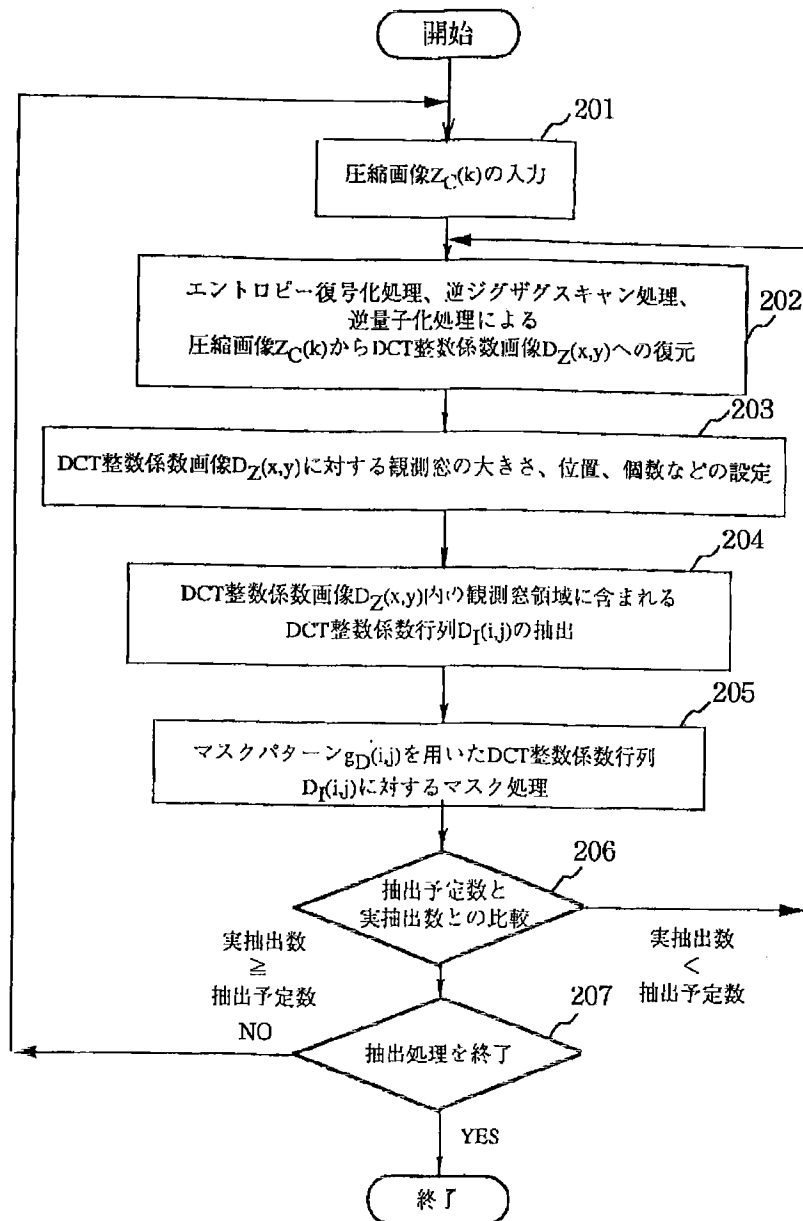 開始
201
圧縮画像ZC(k)の入力
エントロピー復号化処理、逆ジグザグスキャン処理、
逆量子化処理による
圧縮画像ZC(k)からDCT整数係数画像DZ(x,y)への復元
202
203
DCT整数係数画像DZ(x,y)に対する観測窓の大きさ、位置、個数などの設定
204
DCT整数係数画像DZ(x,y)内の観測窓領域に含まれる
DCT整数係数行列DI(i,j)の抽出
205
マスクパターンgD(i,j)を用いたDCT整数係数行列
DI(i,j)に対するマスク処理
206
抽出予定数と
実抽出数との比較
実抽出数
≧
抽出予定数
実抽出数
<
抽出予定数
207
NO
抽出処理を終了
YES
終了